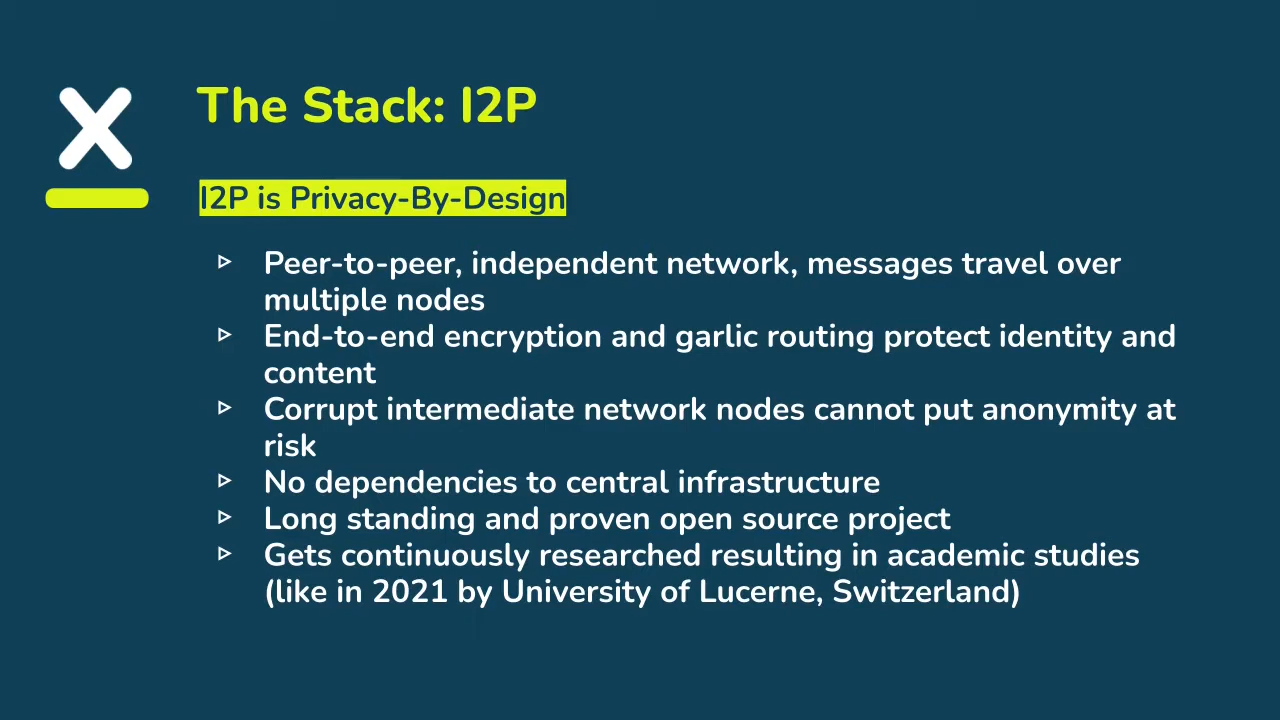 The Stack: I2P
I2P is Privacy-By-Design
Peer-to-peer, independent network, messages travel over
multiple nodes
End-to-end encryption and garlic routing protect identity and
content
Corrupt intermediate network nodes cannot put anonymity at
risk
No dependencies to central infrastructure
Long standing and proven open source project
Gets continuously researched resulting in academic studies
(like in 2021 by University of Lucerne, Switzerland)